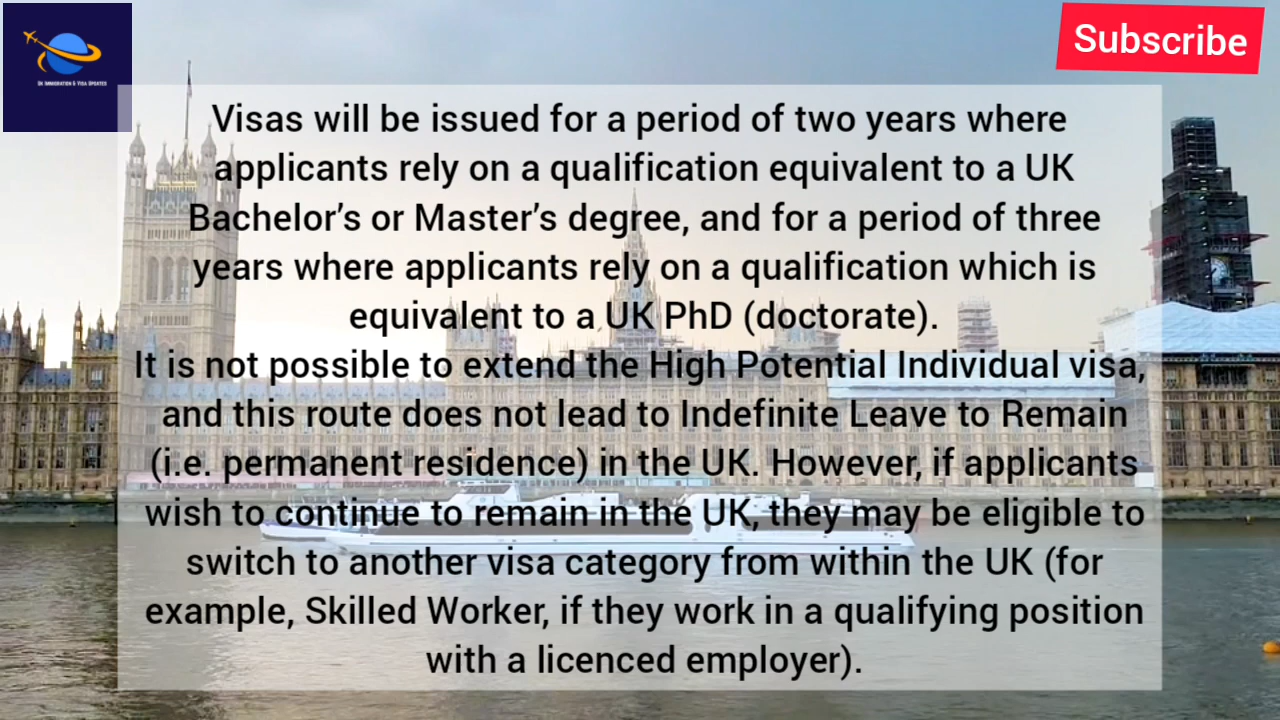 UK IMMIGRATION & VISA UPDATES
Subscribe
Visas will be issued for a period of two years where
applicants rely on a qualification equivalent to a UK
Bachelor's or Master's degree, and for a period of three
years where applicants rely on a qualification which is
equivalent to a UK PhD (doctorate).
It is not possible to extend the High Potential Individual visa,
and this route does not lead to Indefinite Leave to Remain
(i.e. permanent residence) in the UK. However, if applicants
wish to continue to remain in the UK, they may be eligible to
switch to another visa category from within the UK (for
example, Skilled Worker, if they work in a qualifying position
with a licenced employer).